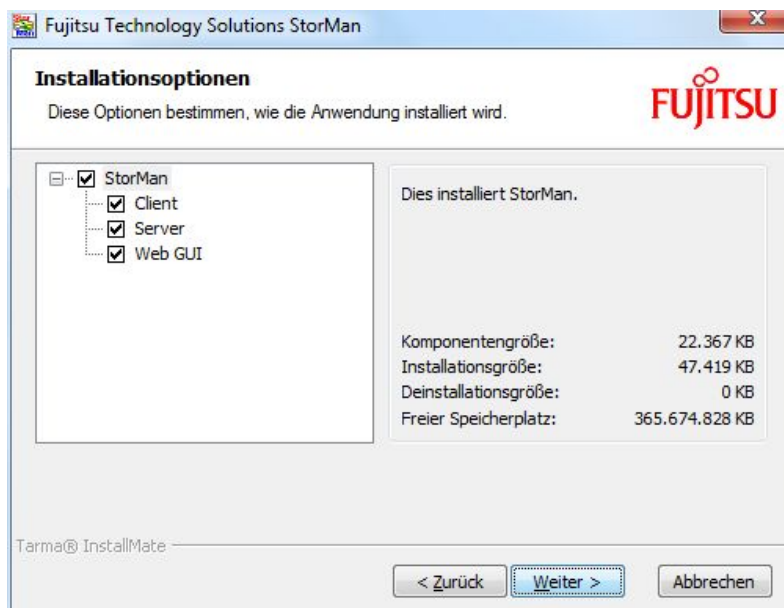 Fujitsu Technology Solutions StorMan
Installationsoptionen
Diese Optionen bestimmen, wie die Anwendung installiert wird.
FUJITSU
StorMan
Client
Server
Web GUI
Dies installiert StorMan.
Komponentengröße: 22.367 KB
Installationsgröße: 47.419 KB
Deinstallationsgröße: 0 KB
Freier Speicherplatz: 365.674.828 KB
Tarma® InstallMate
< Zurück Weiter > Abbrechen